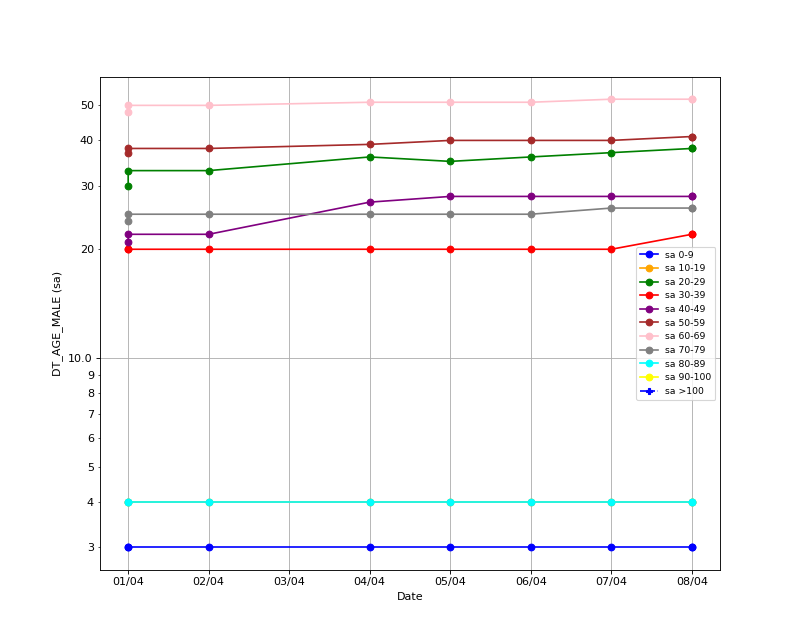 50
40
30
20
10.0
9
8
7
6
5
4
3
DT_AGE_MALE (sa)
01/04 02/04 03/04 04/04 05/04 06/04 07/04 08/04
Date
sa 0-9
sa 10-19
sa 20-29
sa 30-39
sa 40-49
sa 50-59
sa 60-69
sa 70-79
sa 80-89
sa 90-100
sa >100